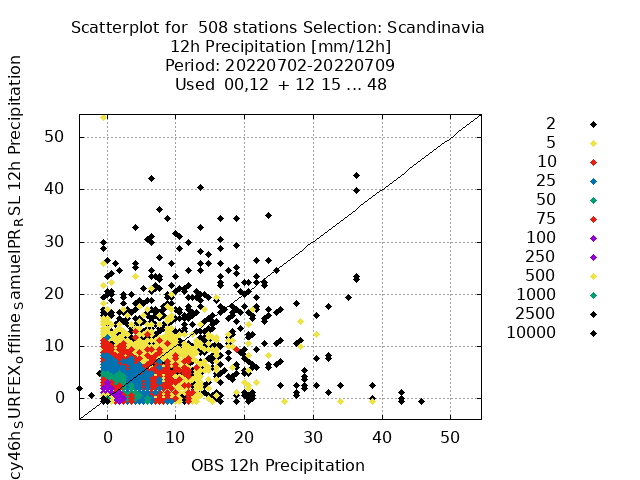 Scatterplot for  508 stations Selection: Scandinavia
12h Precipitation [mm/12h]
Period: 20220702-20220709
Used  00,12  + 12 15 ... 48
cy46h_SURFEX_offline_SamuelPR_RSL 12h Precipitation
50
40
30
20
10
0
0 10 20 30 40 50
OBS 12h Precipitation
2
5
10
25
50
75
100
250
500
1000
2500
10000